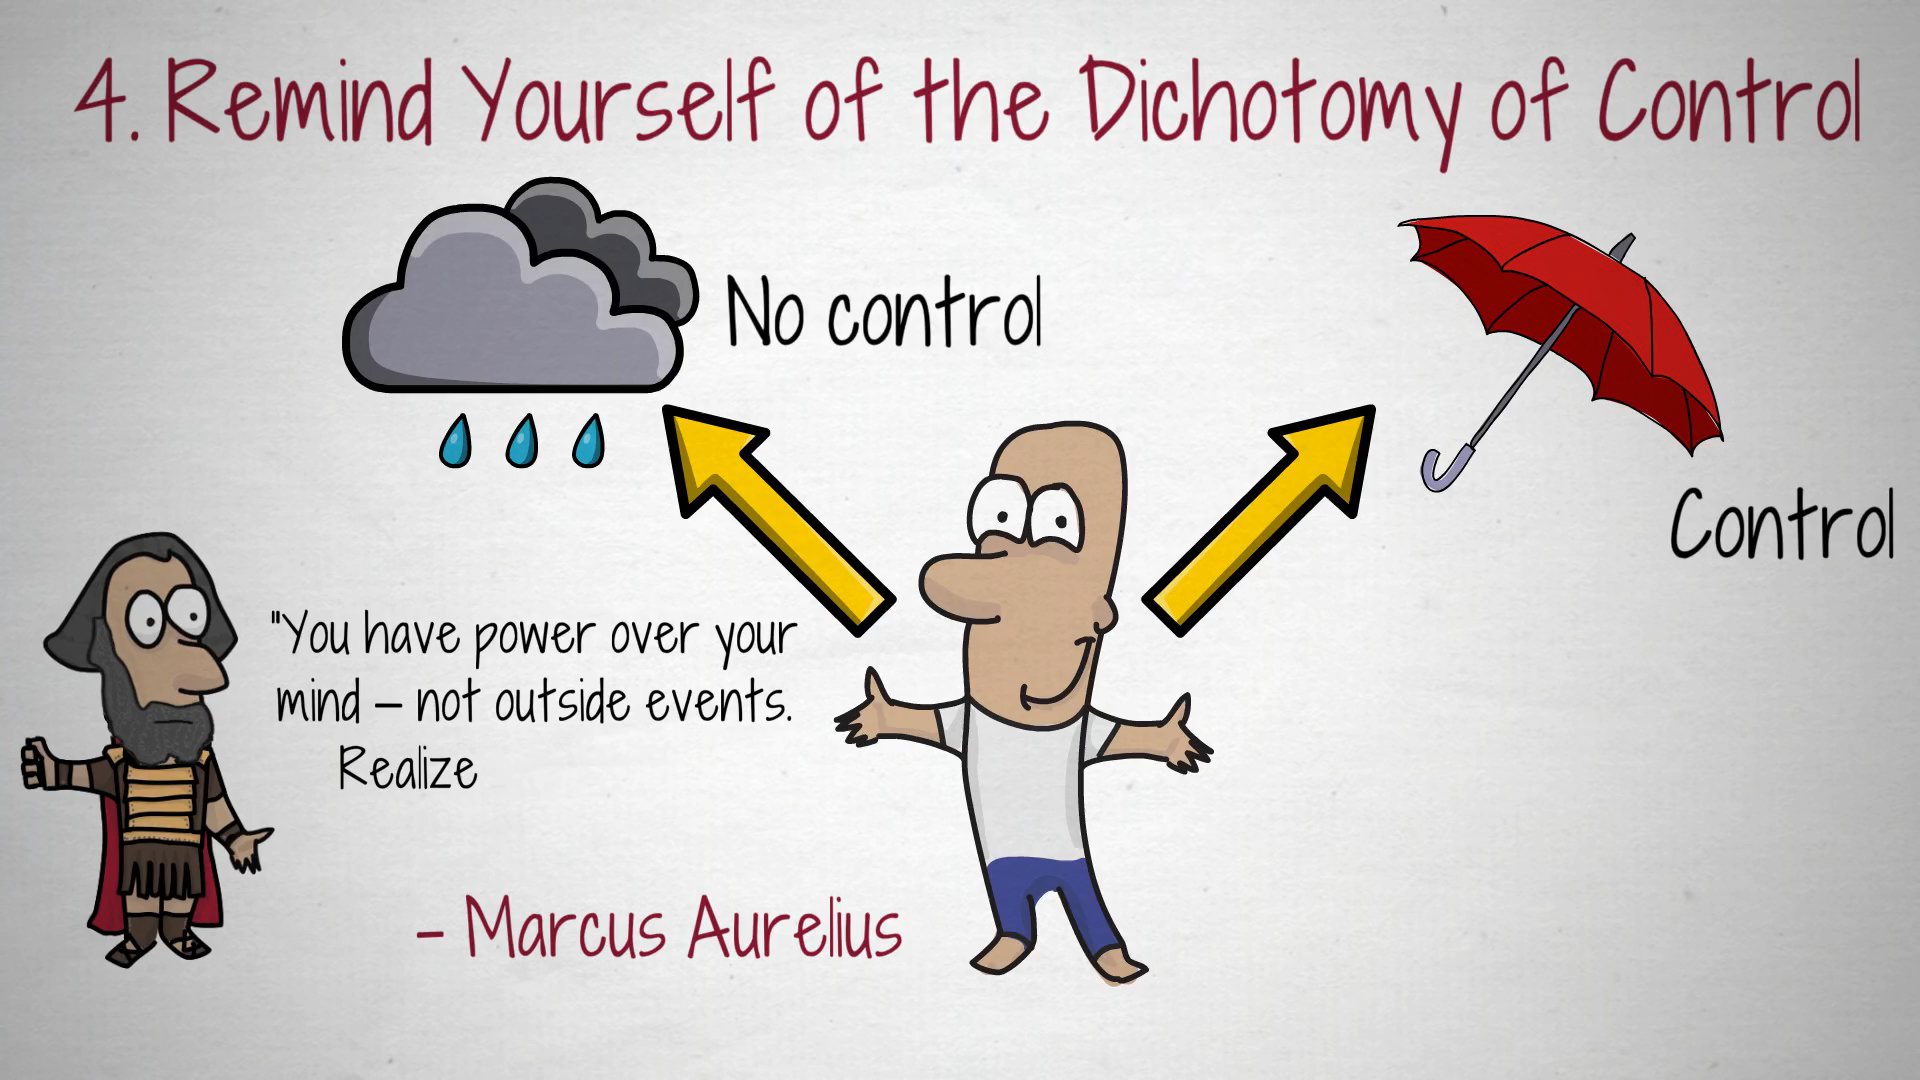 4. Remind Yourself of the Dichotomy of Control
No control
Control
"You have power over your
mind – not outside events.
Realize
- Marcus Aurelius